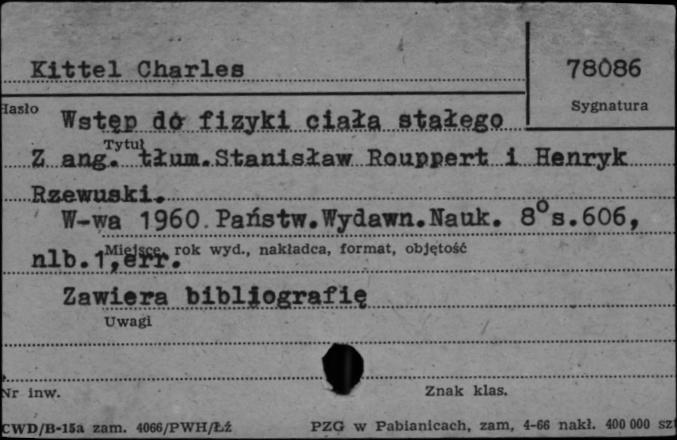 Kittel Charles
78086
Hasło
Sygnatura
Wstęp do fizyki ciała stałego
Tytuł
Z ang. tłum.Stanisław Rouppert i Henryk
Rzewuski.
W-wa 1960.Państw.Wydawn.Nauk. 8°s.606,
Miejsce, rok wyd., nakładca, format, objętość
nlb.1,err.
Zawiera bibliografię
Uwagi
Nr inw.
Znak klas.
CWD/B-15a zam. 4066/PWH/Łź
PZG w Pabianicach, zam, 4-66 nakł. 400 000 szt